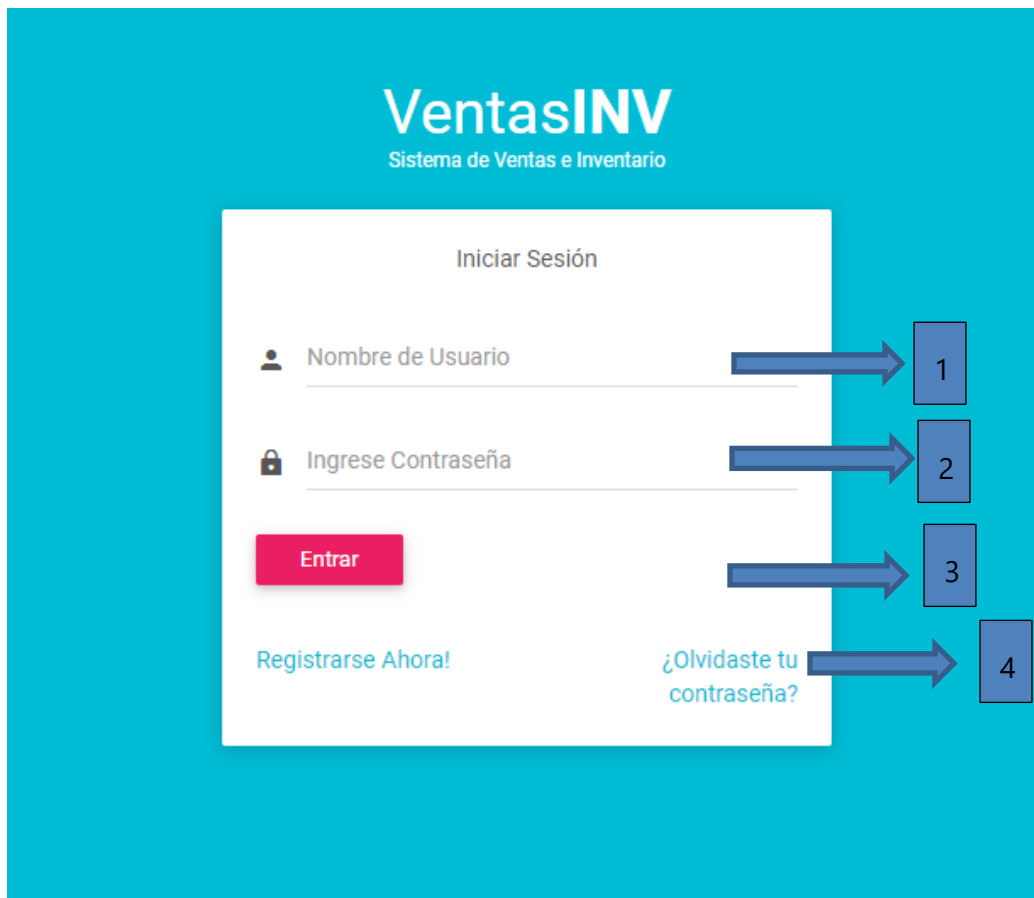 VentasINV
Sistema de Ventas e Inventario
Iniciar Sesión
Nombre de Usuario
1
Ingrese Contraseña
2
Entrar
3
Registrarse Ahora!
¿Olvidaste tu
contraseña?
4